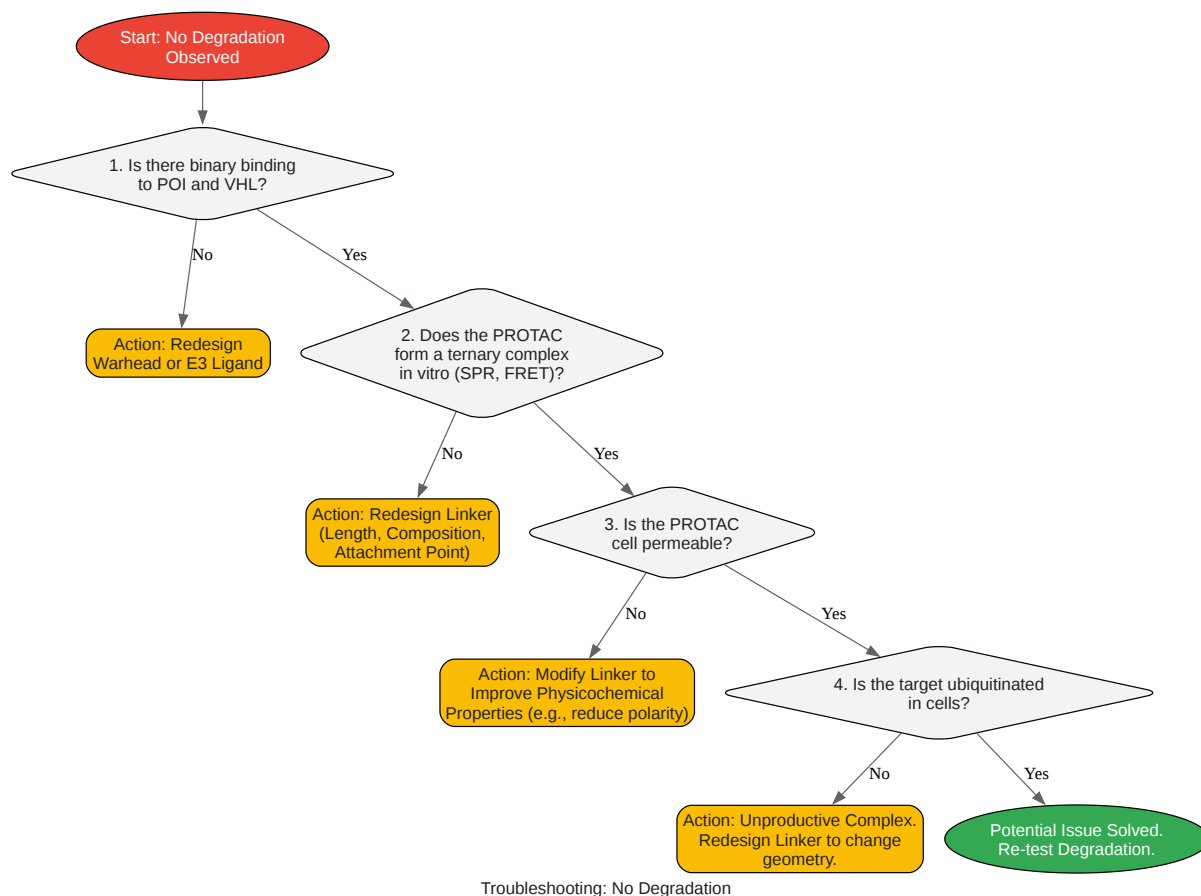 Start: No Degradation
Observed
1. Is there binary binding
to POI and VHL?
No
Yes
Action: Redesign
Warhead or E3 Ligand
2. Does the PROTAC
form a ternary complex
in vitro (SPR, FRET)?
No
Yes
Action: Redesign Linker
(Length, Composition,
Attachment Point)
3. Is the PROTAC
cell permeable?
No
Yes
Action: Modify Linker to
Improve Physicochemical
Properties (e.g., reduce polarity)
4. Is the target ubiquitinated
in cells?
No
Yes
Action: Unproductive Complex.
Redesign Linker to change
geometry.
Potential Issue Solved.
Re-test Degradation.
Troubleshooting: No Degradation